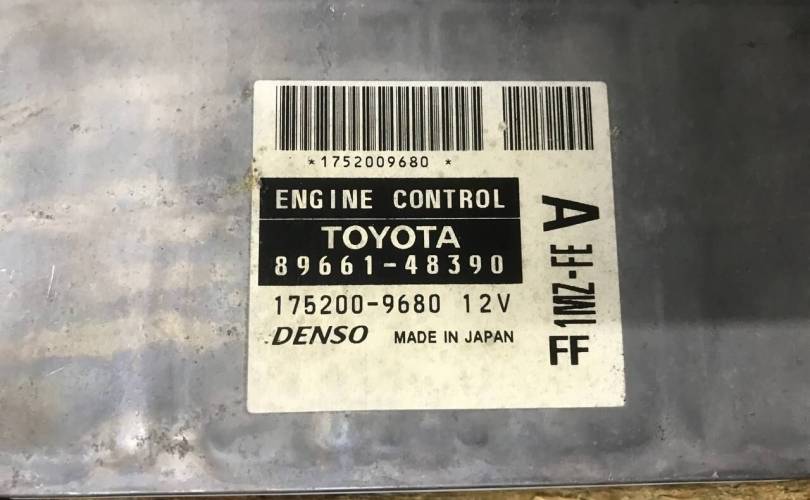 *1752009680 *
ENGINE CONTROL
TOYOTA
89661-48390
175200-9680 12V
DENSO MADE IN JAPAN
A
1MZ-FE
FF